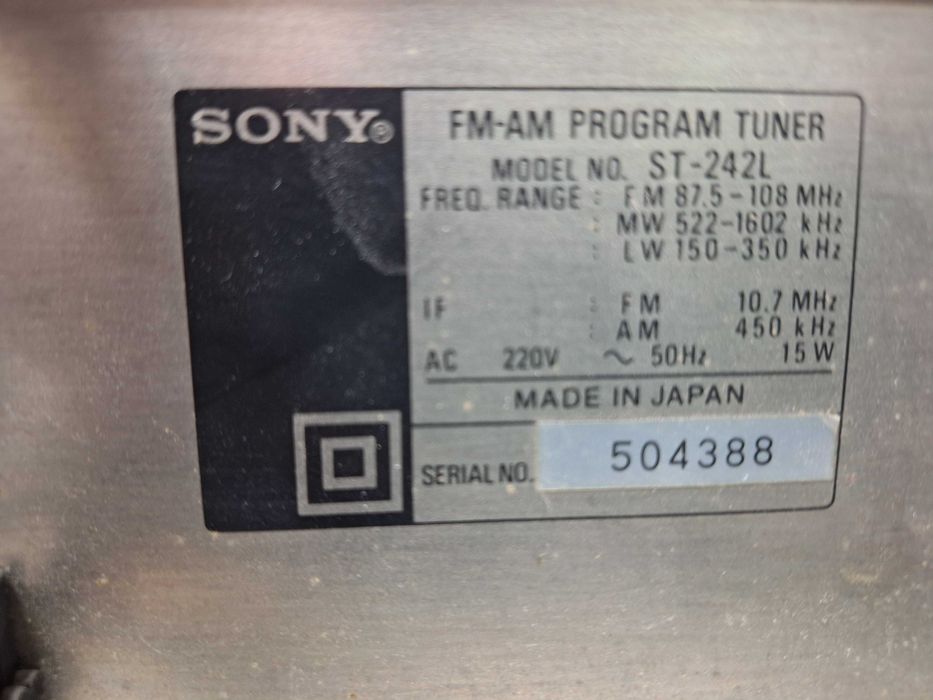 SONY®
FM-AM PROGRAM TUNER
MODEL NO. ST-242L
FREQ. RANGE : FM 87.5-108 MHz
: MW 522-1602 kHz
: LW 150-350 kHz
IF : FM 10.7 MHz
: AM 450 kHz
AC 220V ~ 50Hz 15W
MADE IN JAPAN
SERIAL NO. 504388